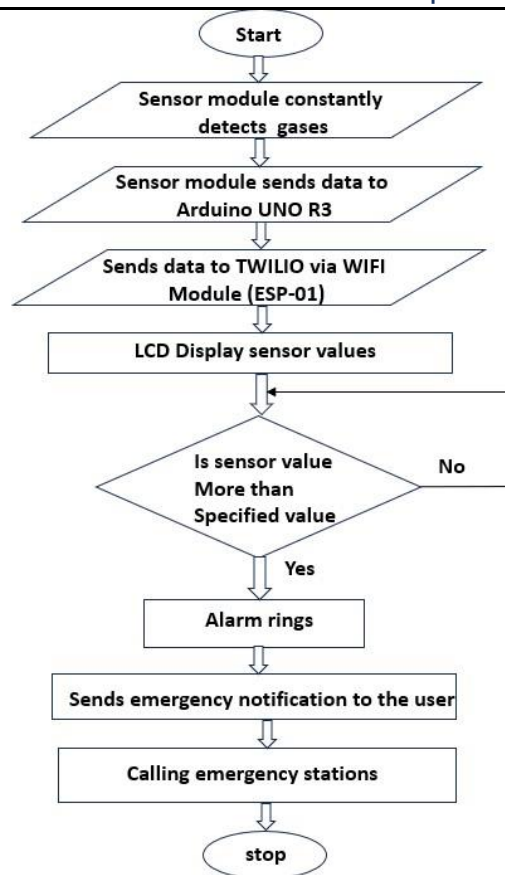 Start
Sensor module constantly
detects gases
Sensor module sends data to
Arduino UNO R3
Sends data to TWILIO via WIFI
Module (ESP-01)
LCD Display sensor values
Is sensor value
More than
Specified value
No
Yes
Alarm rings
Sends emergency notification to the user
Calling emergency stations
stop